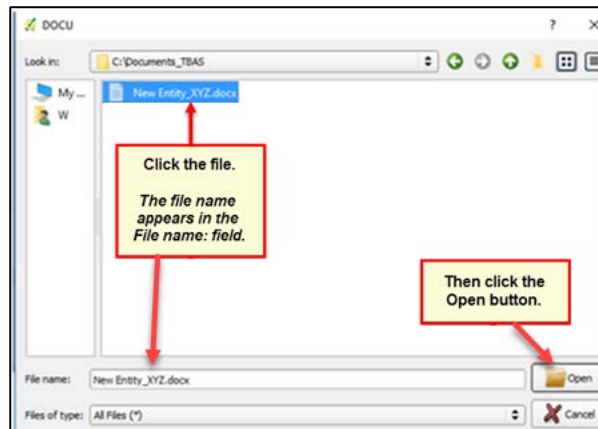 DOCU ? X
Look in: C:\Documents_TBAS
My ...
W
New Entity_XYZ.docx
Click the file.
The file name
appears in the
File name: field.
Then click the
Open button.
File name: New Entity_XYZ.docx Open
Files of type: All Files (*) Cancel